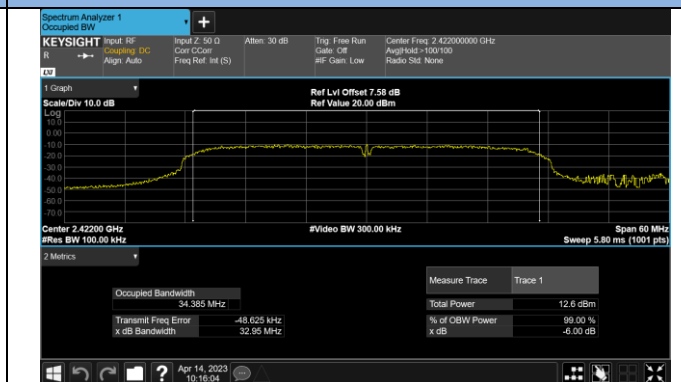 Spectrum Analyzer 1
Occupied BW
+
KEYSIGHT Input: RF Input Z: 50 Ω Atten: 30 dB Trig: Free Run Center Freq: 2.422000000 GHz
R Coupling: DC Corr CCorr Gate: Off Avg|Hold:>100/100
Align: Auto Freq Ref: Int (S) #IF Gain: Low Radio Std: None
LXI
1 Graph
Ref Lvl Offset 7.58 dB
Scale/Div 10.0 dB Ref Value 20.00 dBm
Log
10.0
0.00
-10.0
-20.0
-30.0
-40.0
-50.0
-60.0
-70.0
Center 2.42200 GHz #Video BW 300.00 kHz Span 60 MHz
#Res BW 100.00 kHz Sweep 5.80 ms (1001 pts)
2 Metrics
Measure Trace Trace 1
Occupied Bandwidth
34.385 MHz Total Power 12.6 dBm
Transmit Freq Error -48.625 kHz % of OBW Power 99.00 %
x dB Bandwidth 32.95 MHz x dB -6.00 dB
? Apr 14, 2023
10:16:04